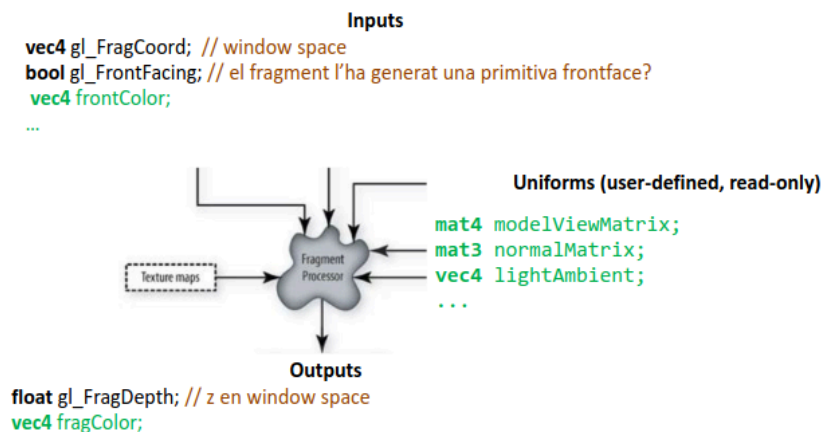 Inputs
vec4 gl_FragCoord; // window space
bool gl_FrontFacing; // el fragment l'ha generat una primitiva frontface?
vec4 frontColor;
...
Uniforms (user-defined, read-only)
mat4 modelViewMatrix;
mat3 normalMatrix;
vec4 lightAmbient;
...
Fragment
Processor
Texture maps
Outputs
float gl_FragDepth; // z en window space
vec4 fragColor;